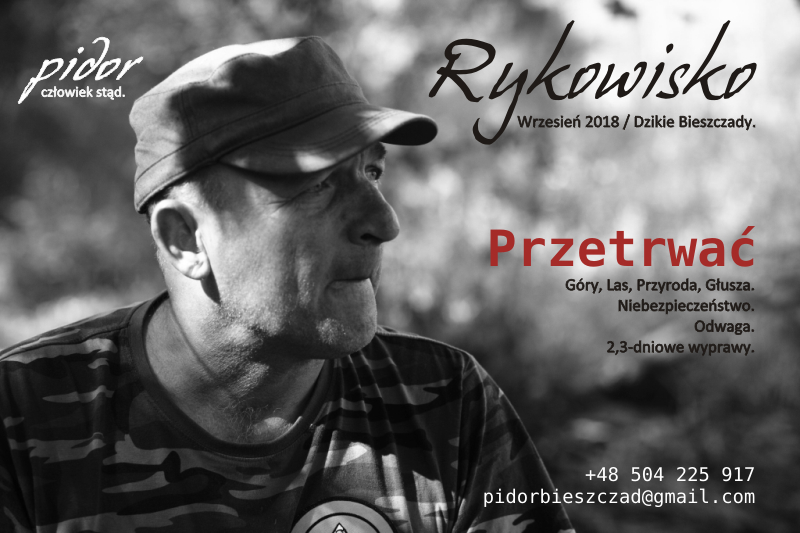 pidor
człowiek stąd.
Rykowisko
Wrzesień 2018 / Dzikie Bieszczady.
Przetrwać
Góry, Las, Przyroda, Głusza.
Niebezpieczeństwo.
Odwaga.
2,3-dniowe wyprawy.
+48 504 225 917
pidorbieszczad@gmail.com